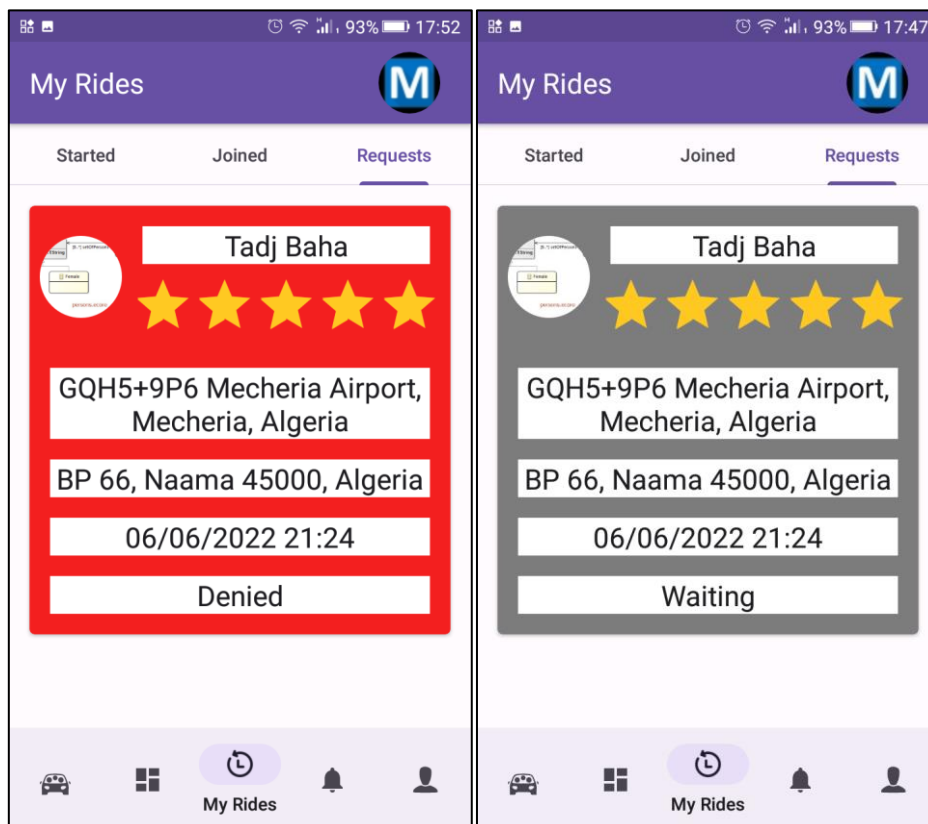 93% 17:52
My Rides
M
Started Joined Requests
Tadj Baha
GQH5+9P6 Mecheria Airport,
Mecheria, Algeria
BP 66, Naama 45000, Algeria
06/06/2022 21:24
Denied
My Rides
93% 17:47
My Rides
M
Started Joined Requests
Tadj Baha
GQH5+9P6 Mecheria Airport,
Mecheria, Algeria
BP 66, Naama 45000, Algeria
06/06/2022 21:24
Waiting
My Rides